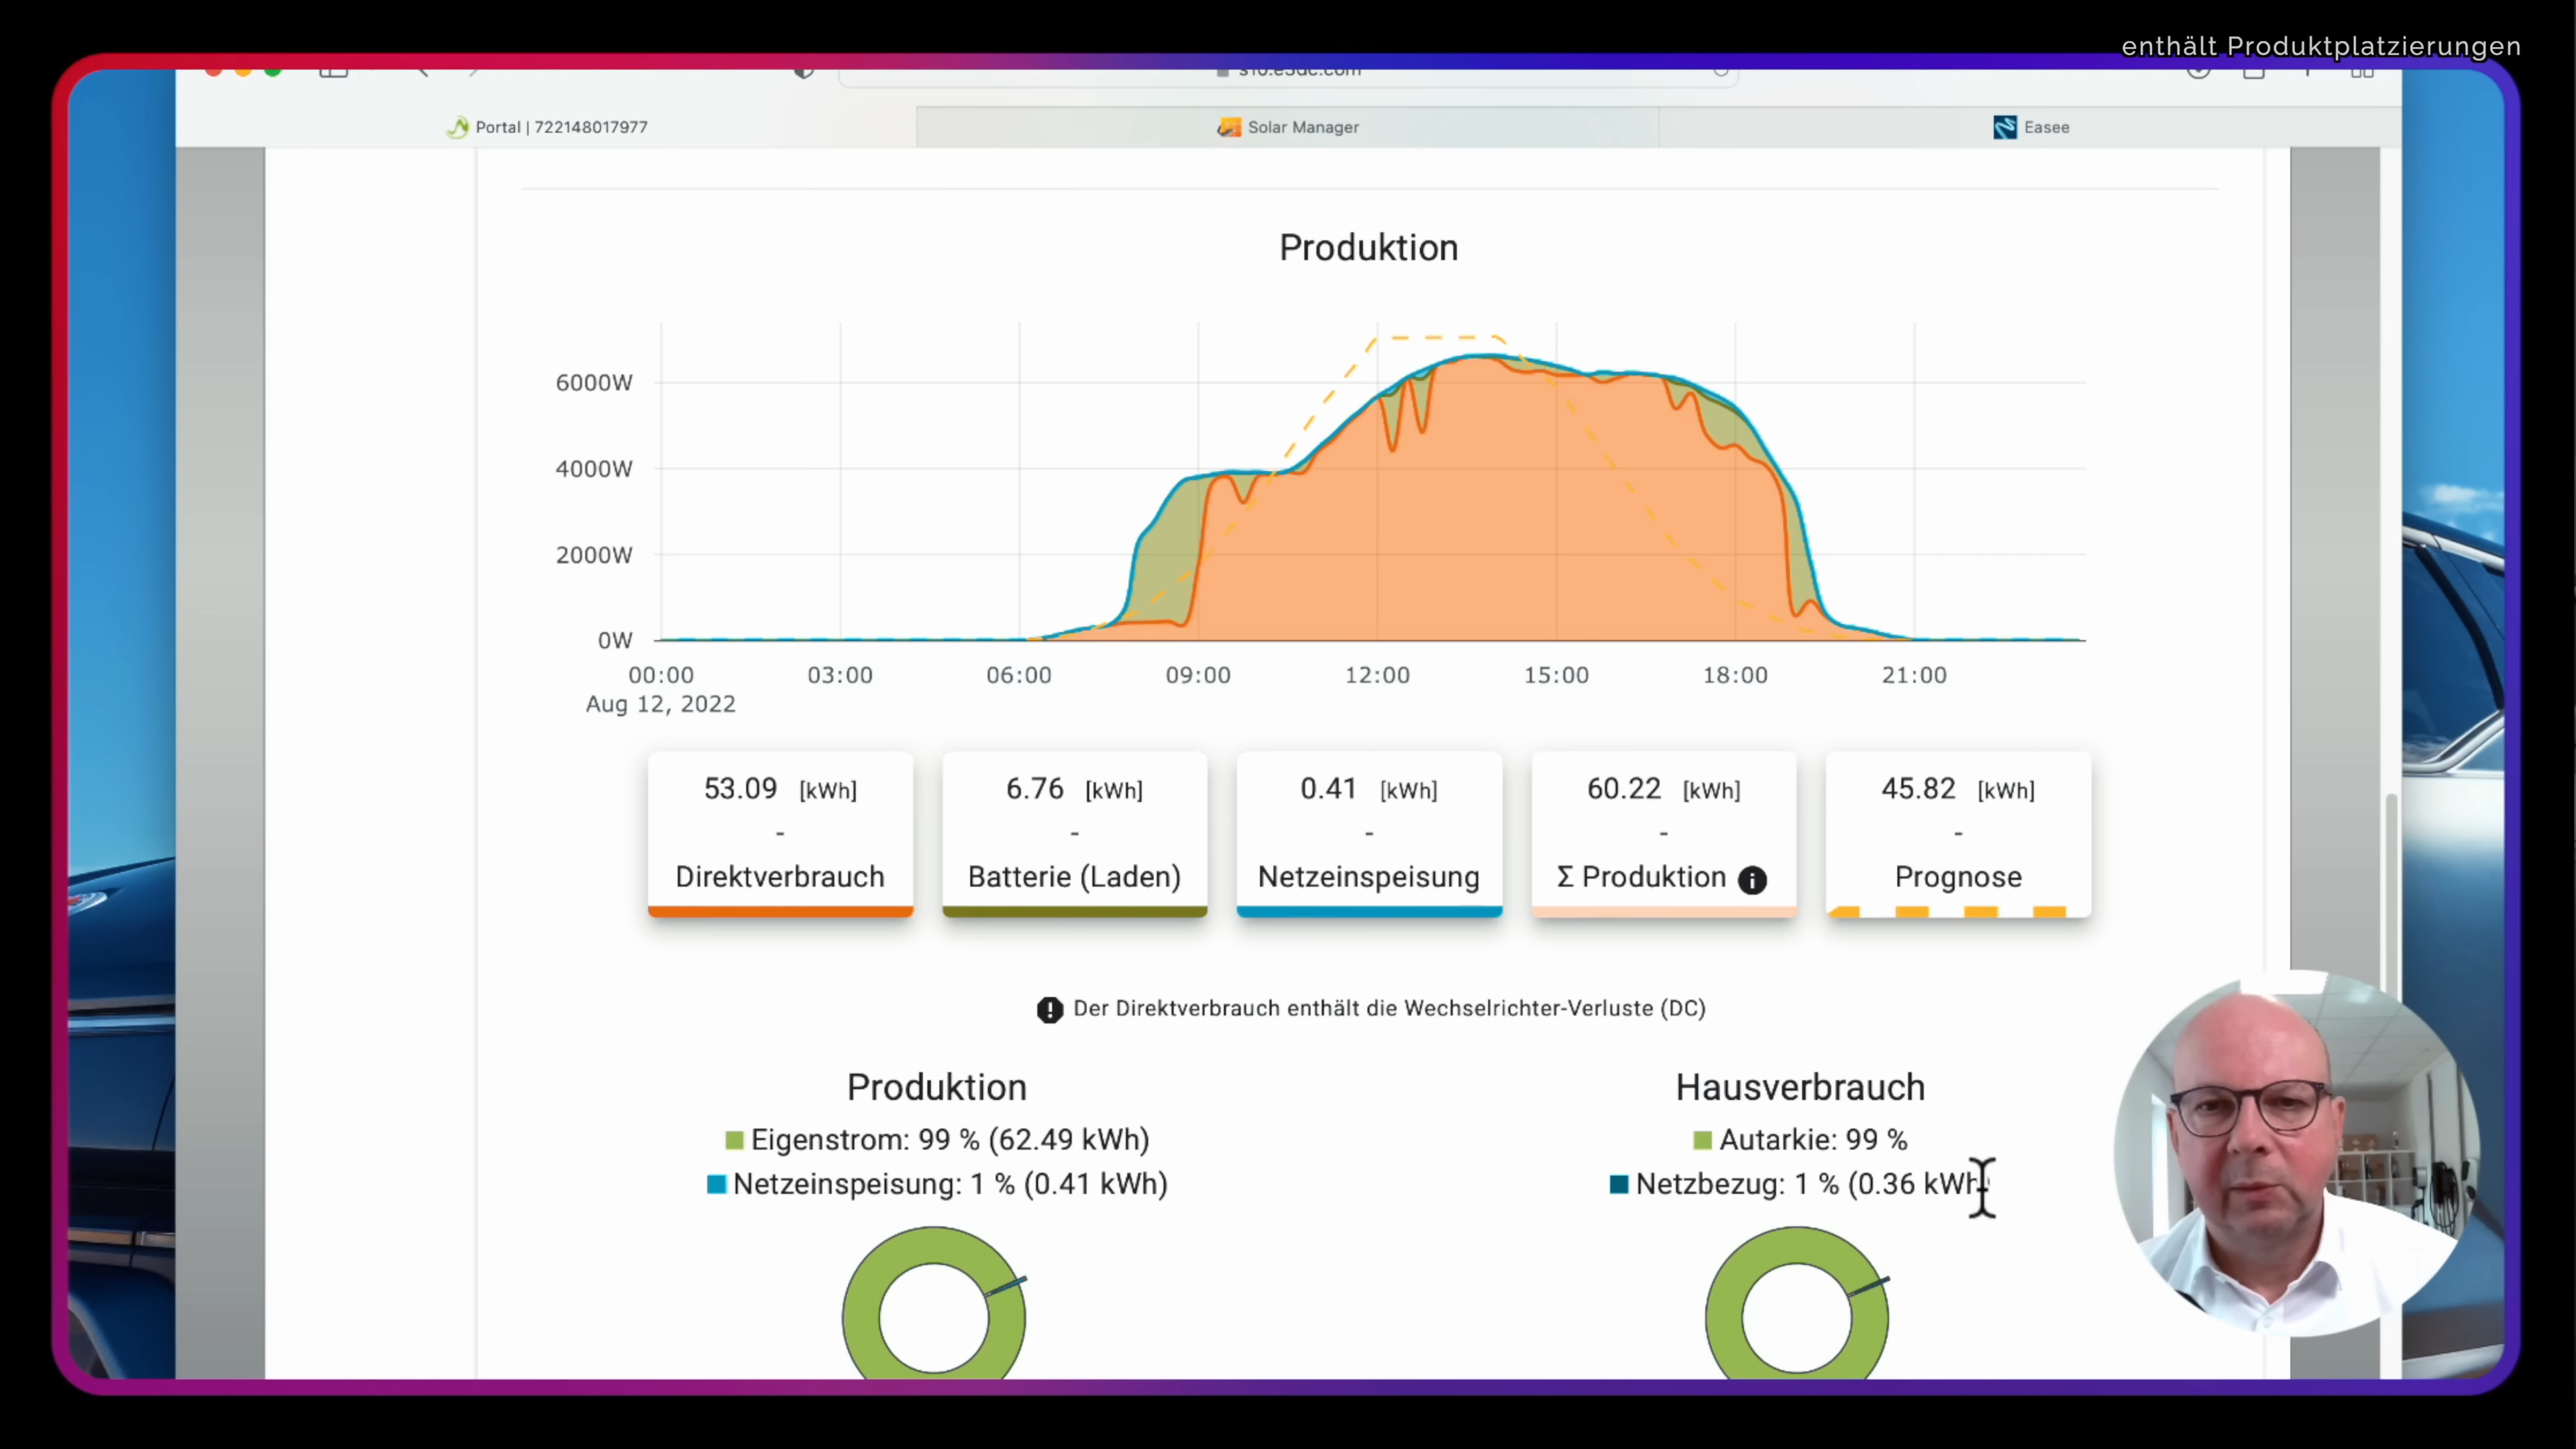 enthält Produktplatzierungen
s10.e3dc.com
Portal | 722148017977
Solar Manager
Easee
Produktion
6000W
4000W
2000W
0W
00:00 03:00 06:00 09:00 12:00 15:00 18:00 21:00
Aug 12, 2022
53.09 [kWh] 6.76 [kWh] 0.41 [kWh] 60.22 [kWh] 45.82 [kWh]
- - - - -
Direktverbrauch Batterie (Laden) Netzeinspeisung Σ Produktion Prognose
Der Direktverbrauch enthält die Wechselrichter-Verluste (DC)
Produktion
Eigenstrom: 99 % (62.49 kWh)
Netzeinspeisung: 1 % (0.41 kWh)
Hausverbrauch
Autarkie: 99 %
Netzbezug: 1 % (0.36 kWh)